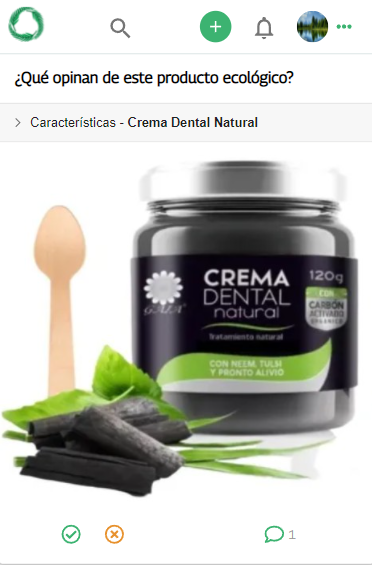 ¿Qué opinan de este producto ecológico?
Características - Crema Dental Natural
CREMA
DENTAL
natural
tratamiento natural
CON NEEM, TULSI
Y PRONTO ALIVIO
120g
CON
CARBÓN
ACTIVADO
1